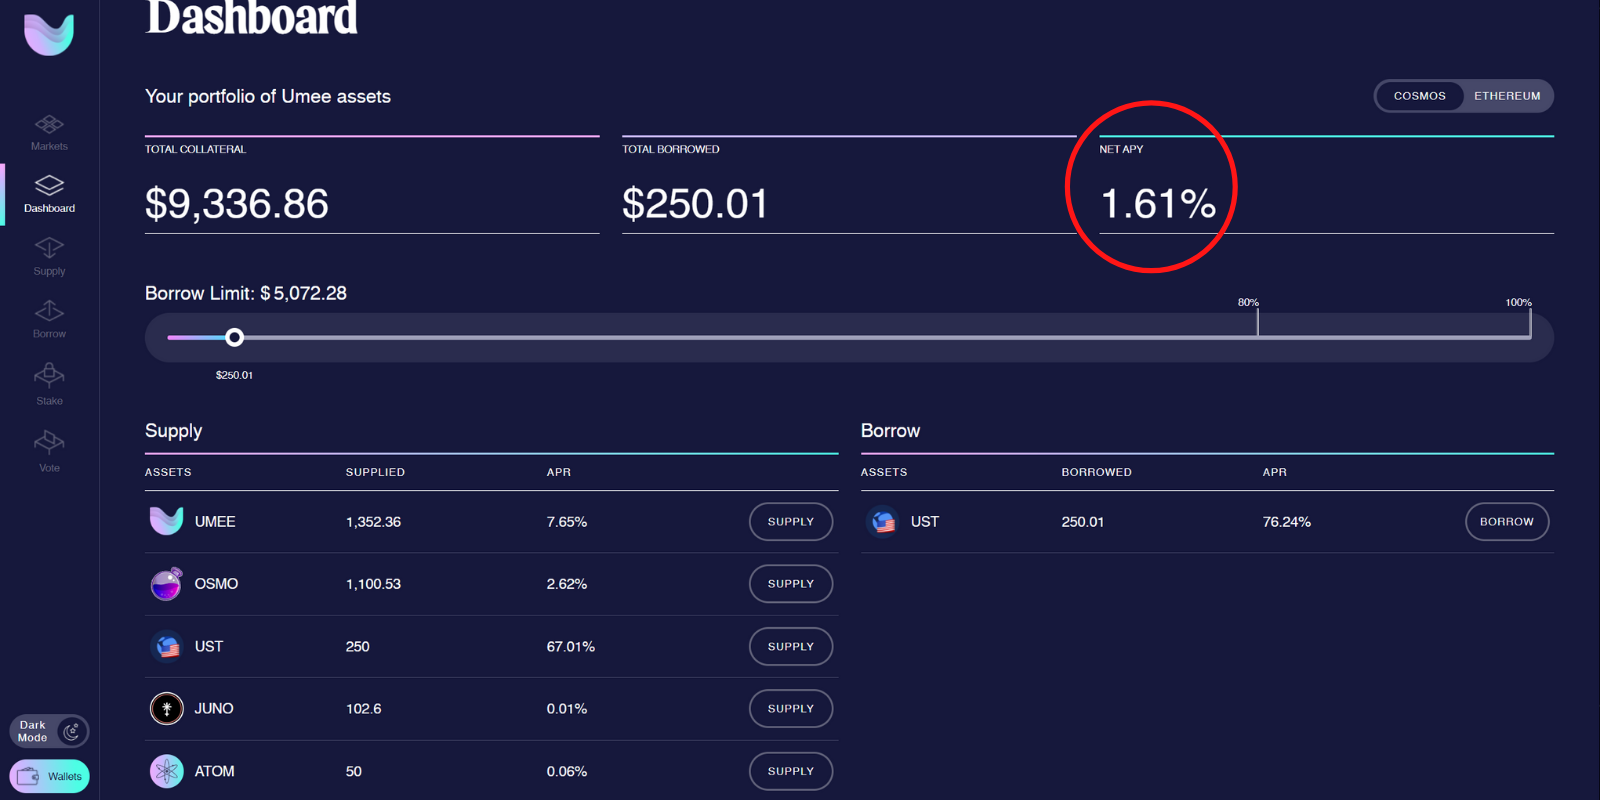 Dashboard
Your portfolio of Umee assets
COSMOS ETHEREUM
TOTAL COLLATERAL
$9,336.86
TOTAL BORROWED
$250.01
NET APY
1.61%
Markets
Dashboard
Supply
Borrow
Stake
Vote
Dark
Mode
Wallets
Borrow Limit: $5,072.28
80% 100%
$250.01
Supply
ASSETS SUPPLIED APR
UMEE 1,352.36 7.65% SUPPLY
OSMO 1,100.53 2.62% SUPPLY
UST 250 67.01% SUPPLY
JUNO 102.6 0.01% SUPPLY
ATOM 50 0.06% SUPPLY
Borrow
ASSETS BORROWED APR
UST 250.01 76.24% BORROW